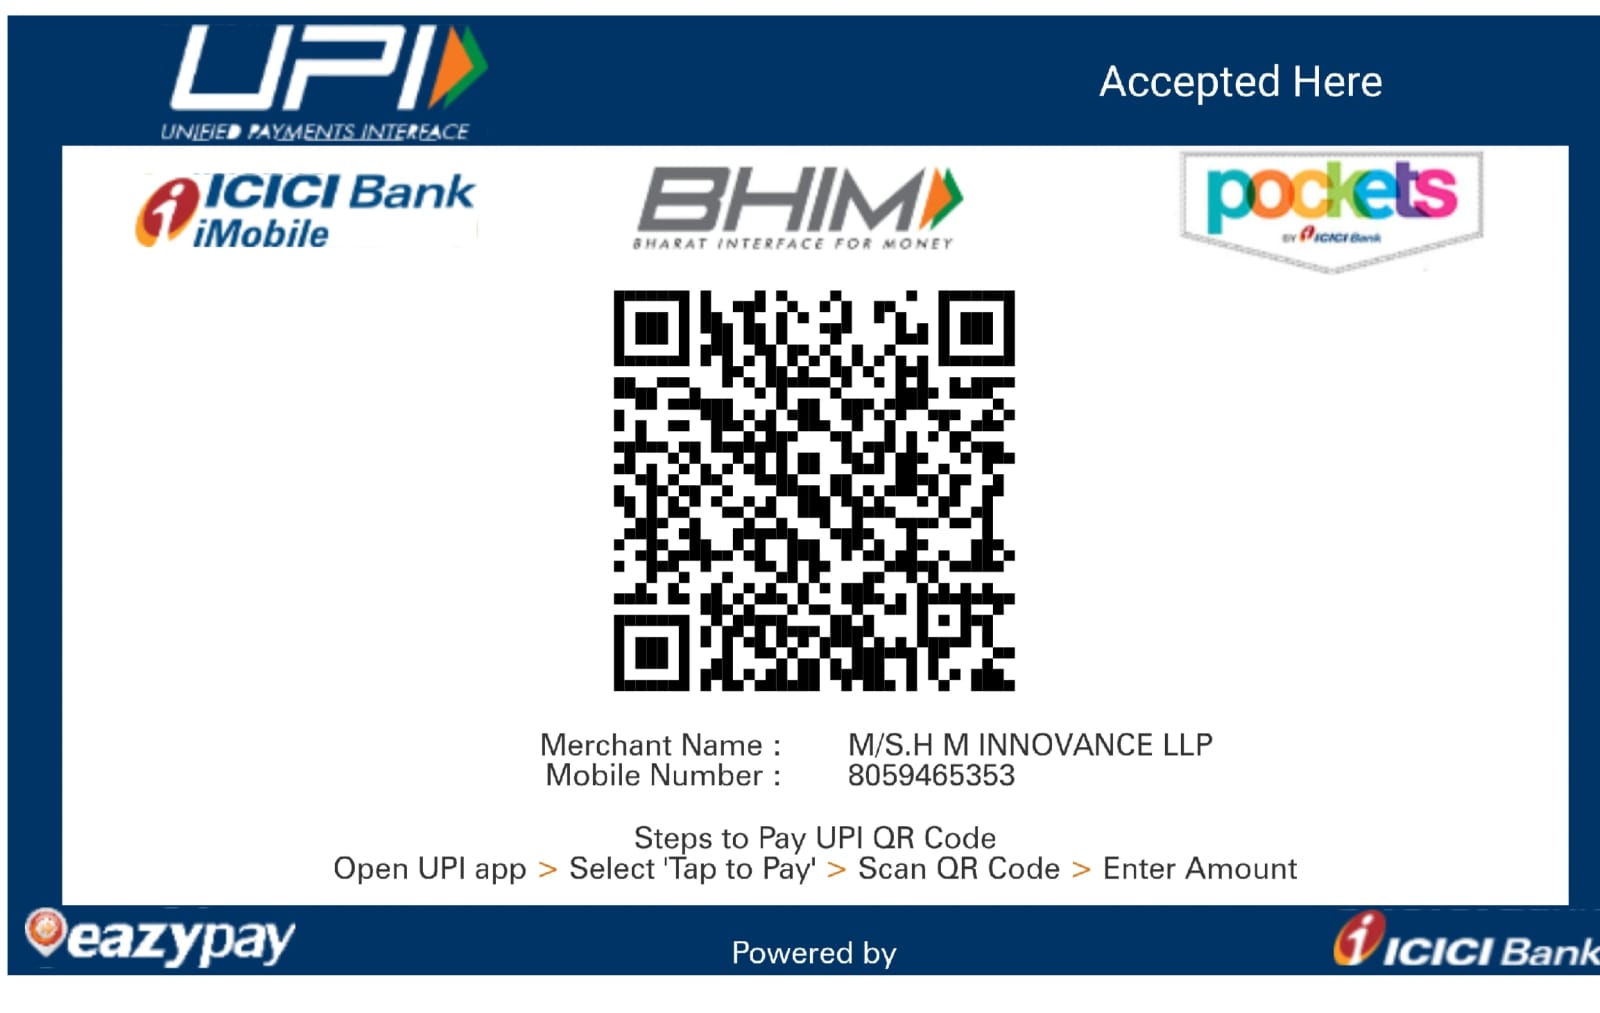 UPI
UNIFIED PAYMENTS INTERFACE
Accepted Here
ICICI Bank
iMobile
BHIM
BHARAT INTERFACE FOR MONEY
pockets
BY ICICI Bank
Merchant Name : M/S.H M INNOVANCE LLP
Mobile Number : 8059465353
Steps to Pay UPI QR Code
Open UPI app > Select 'Tap to Pay' > Scan QR Code > Enter Amount
eazypay
Powered by
ICICI Bank